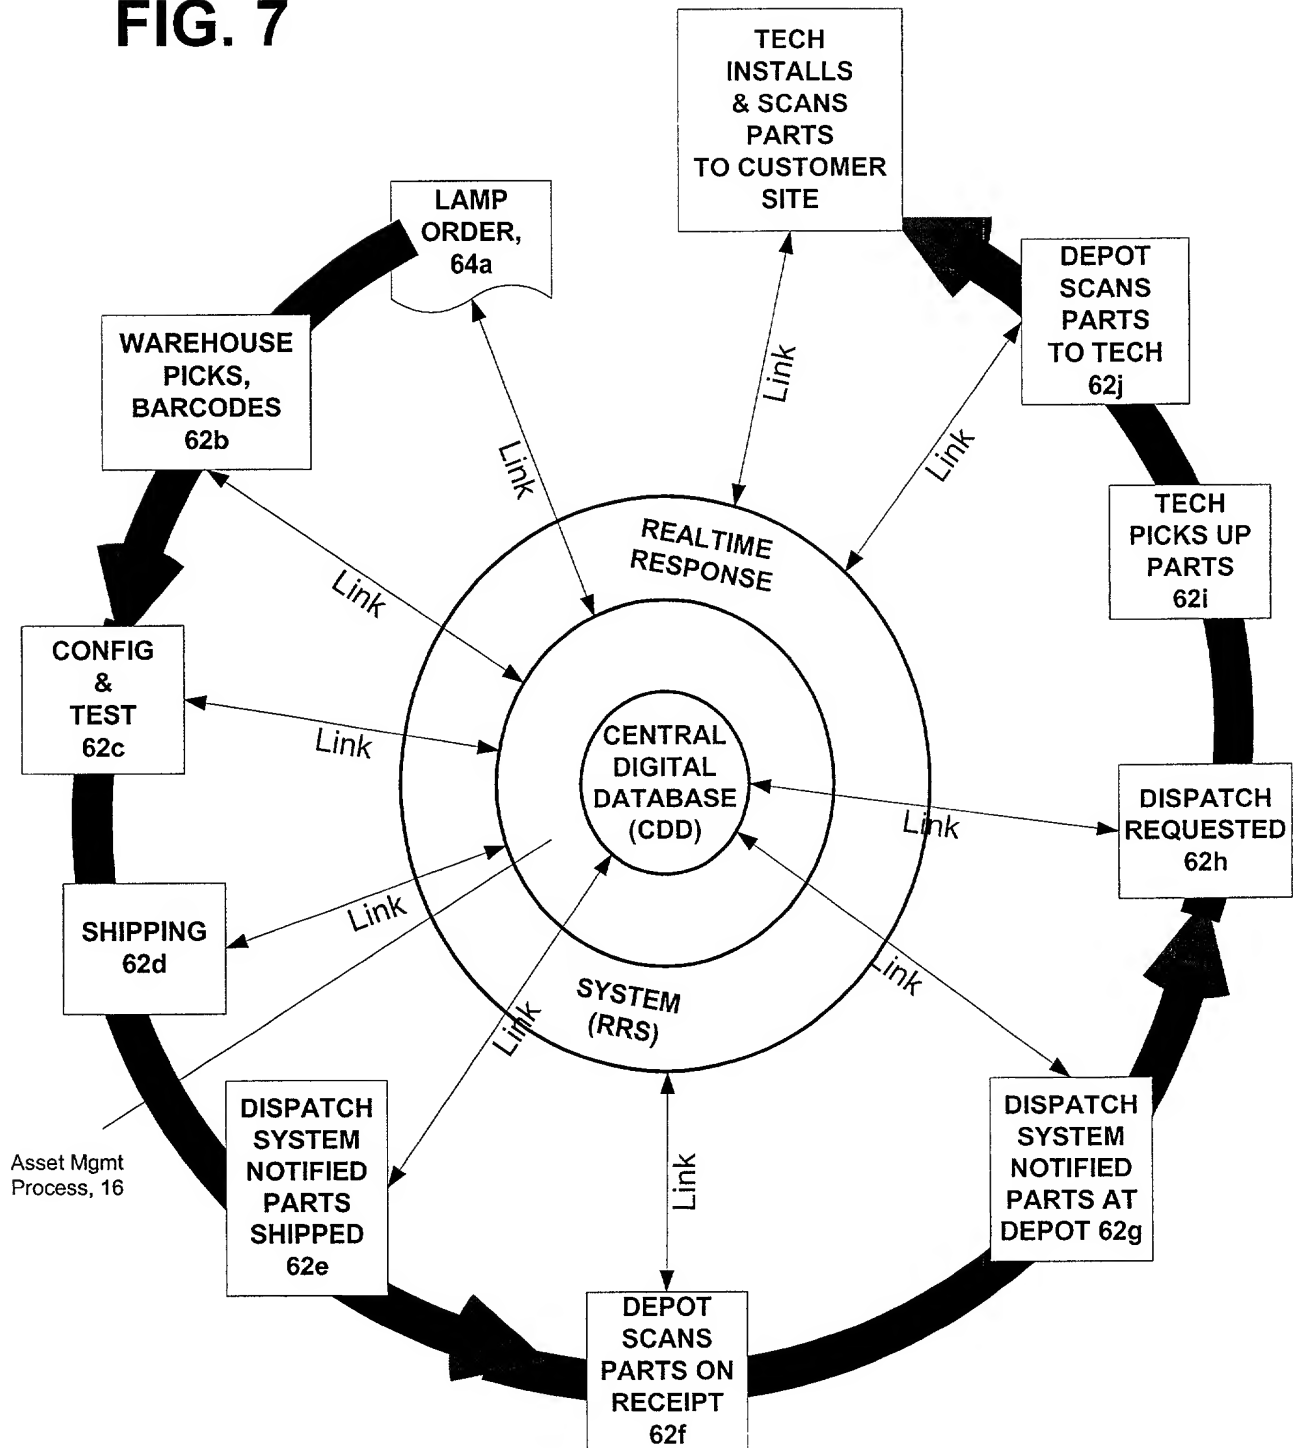 FIG. 7
TECH
INSTALLS
& SCANS
PARTS
TO CUSTOMER
SITE
LAMP
ORDER,
64a
WAREHOUSE
PICKS,
BARCODES
62b
CONFIG
&
TEST
62c
SHIPPING
62d
DISPATCH
SYSTEM
NOTIFIED
PARTS
SHIPPED
62e
DEPOT
SCANS
PARTS ON
RECEIPT
62f
DISPATCH
SYSTEM
NOTIFIED
PARTS AT
DEPOT 62g
DISPATCH
REQUESTED
62h
TECH
PICKS UP
PARTS
62i
DEPOT
SCANS
PARTS
TO TECH
62j
REALTIME
RESPONSE
CENTRAL
DIGITAL
DATABASE
(CDD)
SYSTEM
(RRS)
Link
Link
Link
Link
Link
Link
Link
Link
Link
Link
Link
Asset Mgmt
Process, 16